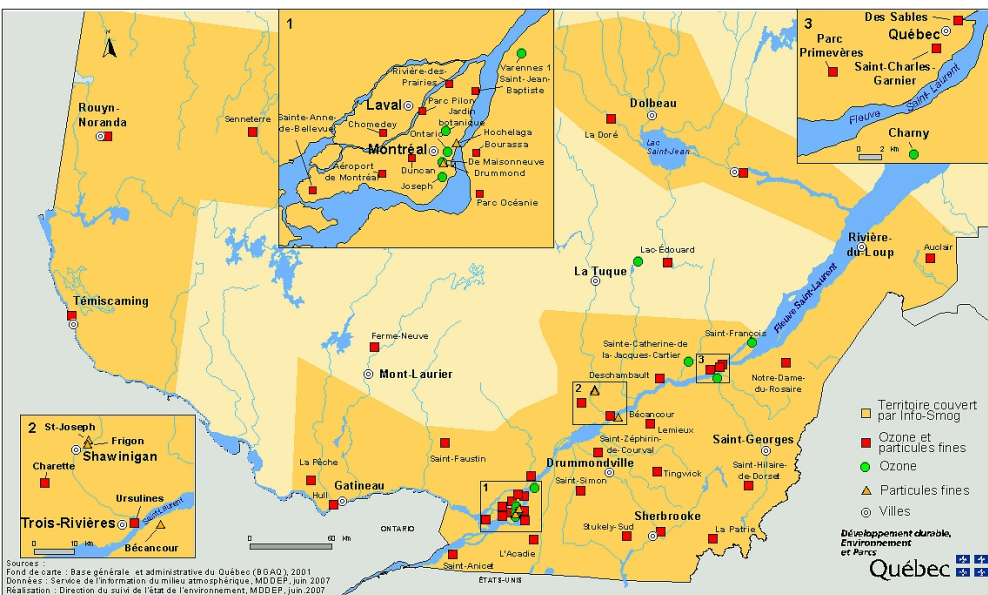 1
Varennes 1
Rivière-des-
Prairies
Saint-Jean-
Baptiste
Laval
Parc Pilon
Jardin
botanique
Sainte-Anne-
de-Bellevue
Chomedey
Ontario
Hochelaga
Montréal
Bourassa
De Maisonneuve
Aéroport
de Montréal
Duncan
Drummond
Joseph
Parc Océanie
3
Des Sables
Québec
Parc
Primevères
Saint-Charles-
Garnier
Fleuve Saint-Laurent
Charny
0 2 km
N
Rouyn-
Noranda
Senneterre
Dolbeau
La Doré
Lac
Saint-Jean
Rivière-
du-Loup
Auclair
Lac-Édouard
La Tuque
Fleuve Saint-Laurent
Témiscaming
Ferme-Neuve
Mont-Laurier
Saint-François
Sainte-Catherine-de
la-Jacques-Cartier
3
Deschambault
Notre-Dame-
du-Rosaire
2
Bécancour
Lemieux
Saint-Zéphirin-
de-Courval
Saint-Georges
Saint-Faustin
Drummondville
Tingwick
Saint-Hilaire-
de-Dorset
La Pêche
Saint-Simon
Hull
Gatineau
1
Sherbrooke
Stukely-Sud
La Patrie
ONTARIO
L'Acadie
Saint-Anicet
ÉTATS-UNIS
0 60 km
2
St-Joseph
Frigon
Shawinigan
Charette
Ursulines
Saint-Laurent
Trois-Rivières
Bécancour
0 10 km
Territoire couvert
par Info-Smog
Ozone et
particules fines
Ozone
Particules fines
Villes
Développement durable,
Environnement
et Parcs
Québec
Sources :
Fond de carte : Base générale et administrative du Québec (BGAQ), 2001
Données : Service de l'information du milieu atmosphérique, MDDEP, juin 2007
Réalisation : Direction du suivi de l'état de l'environnement, MDDEP, juin.2007